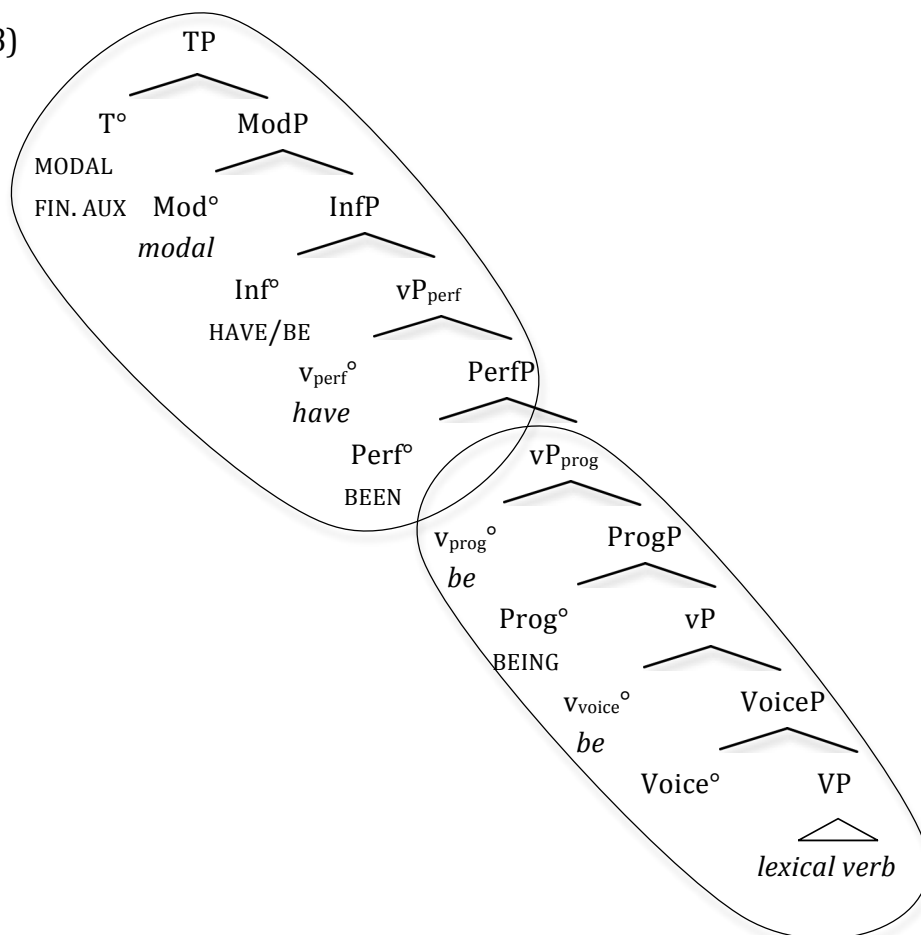 3)
TP
T° ModP
MODAL
FIN. AUX Mod° InfP
modal
Inf° vPperf
HAVE/BE
vperf° PerfP
have
Perf° vPprog
BEEN
vprog° ProgP
be
Prog° vP
BEING
vvoice° VoiceP
be
Voice° VP
lexical verb